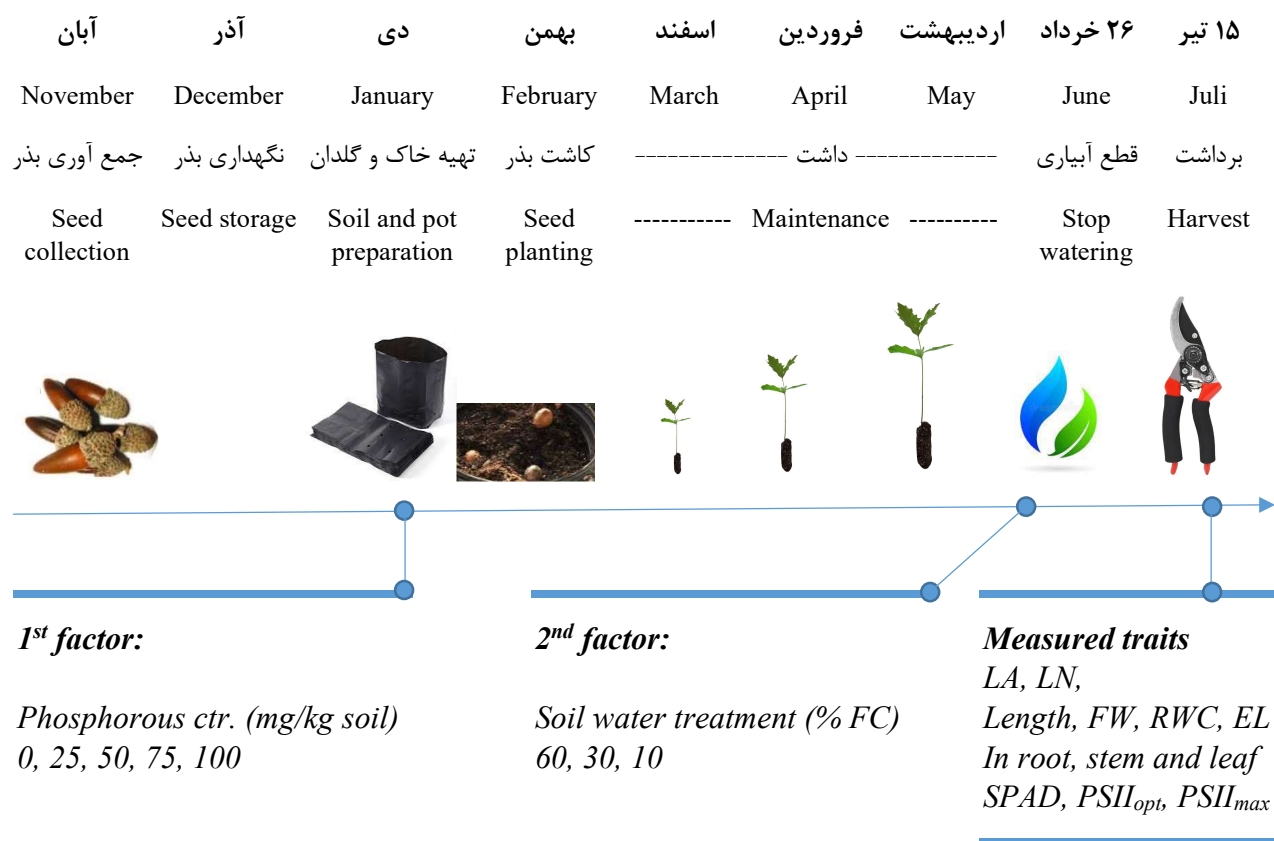 آبان آذر دی بهمن اسفند فروردین اردیبهشت ۲۶ خرداد ۱۵ تیر
November December January February March April May June Juli
جمع آوری بذر نگهداری بذر تهیه خاک و گلدان کاشت بذر -------------- داشت ------------- قطع آبیاری برداشت
Seed collection Seed storage Soil and pot preparation Seed planting ----------- Maintenance ---------- Stop watering Harvest
1st factor:
Phosphorous ctr. (mg/kg soil)
0, 25, 50, 75, 100
2nd factor:
Soil water treatment (% FC)
60, 30, 10
Measured traits
LA, LN,
Length, FW, RWC, EL
In root, stem and leaf
SPAD, PSIIopt, PSIImax